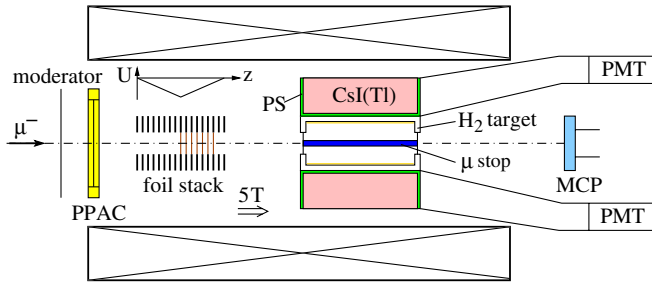 moderator
U
z
CsI(Tl)
PMT
PS
H2 target
μ−
μ stop
foil stack
MCP
PPAC
5T
PMT